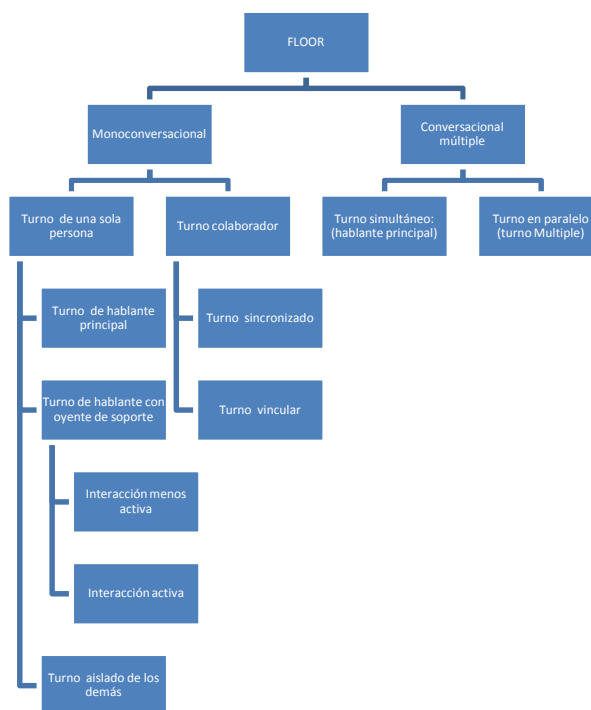 FLOOR
Monoconversacional
Conversacional
múltiple
Turno de una sola
persona
Turno colaborador
Turno simultáneo:
(hablante principal)
Turno en paralelo
(turno Multiple)
Turno de hablante
principal
Turno sincronizado
Turno de hablante con
oyente de soporte
Turno vincular
Interacción menos
activa
Interacción activa
Turno aislado de los
demás